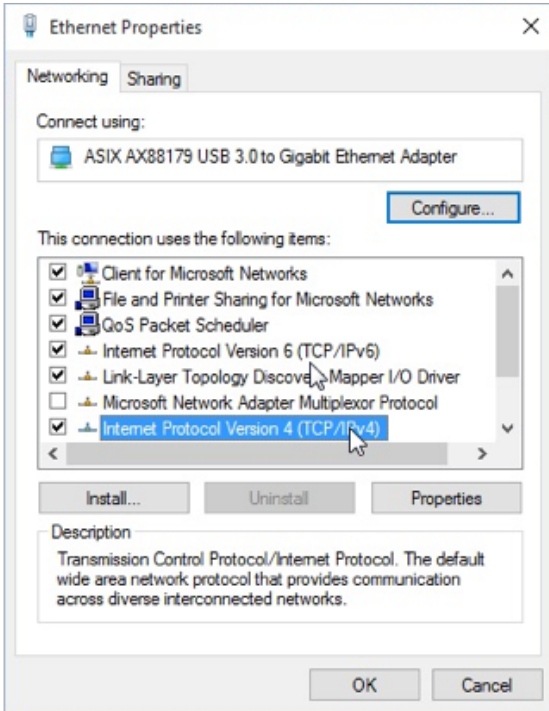 Ethernet Properties
Networking Sharing
Connect using:
ASIX AX88179 USB 3.0 to Gigabit Ethernet Adapter
Configure...
This connection uses the following items:
Client for Microsoft Networks
File and Printer Sharing for Microsoft Networks
QoS Packet Scheduler
Internet Protocol Version 6 (TCP/IPv6)
Link-Layer Topology Discovery Mapper I/O Driver
Microsoft Network Adapter Multiplexor Protocol
Internet Protocol Version 4 (TCP/IPv4)
Install... Uninstall Properties
Description
Transmission Control Protocol/Internet Protocol. The default
wide area network protocol that provides communication
across diverse interconnected networks.
OK Cancel